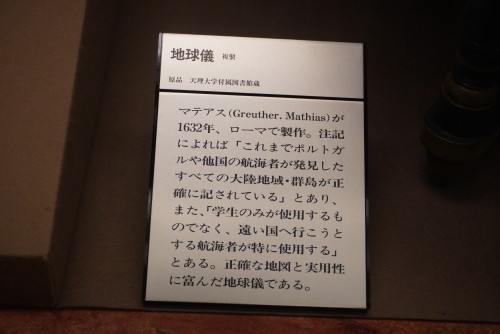 地球儀 複製
原品 天理大学付属図書館蔵
マテアス(Greuther. Mathias)が
1632年、ローマで製作。注記
によれば「これまでポルトガ
ルや他国の航海者が発見した
すべての大陸地域・群島が正
確に記されている」とあり、
また、「学生のみが使用するも
のでなく、遠い国へ行こうと
する航海者が特に使用する」
とある。正確な地図と実用性
に富んだ地球儀である。